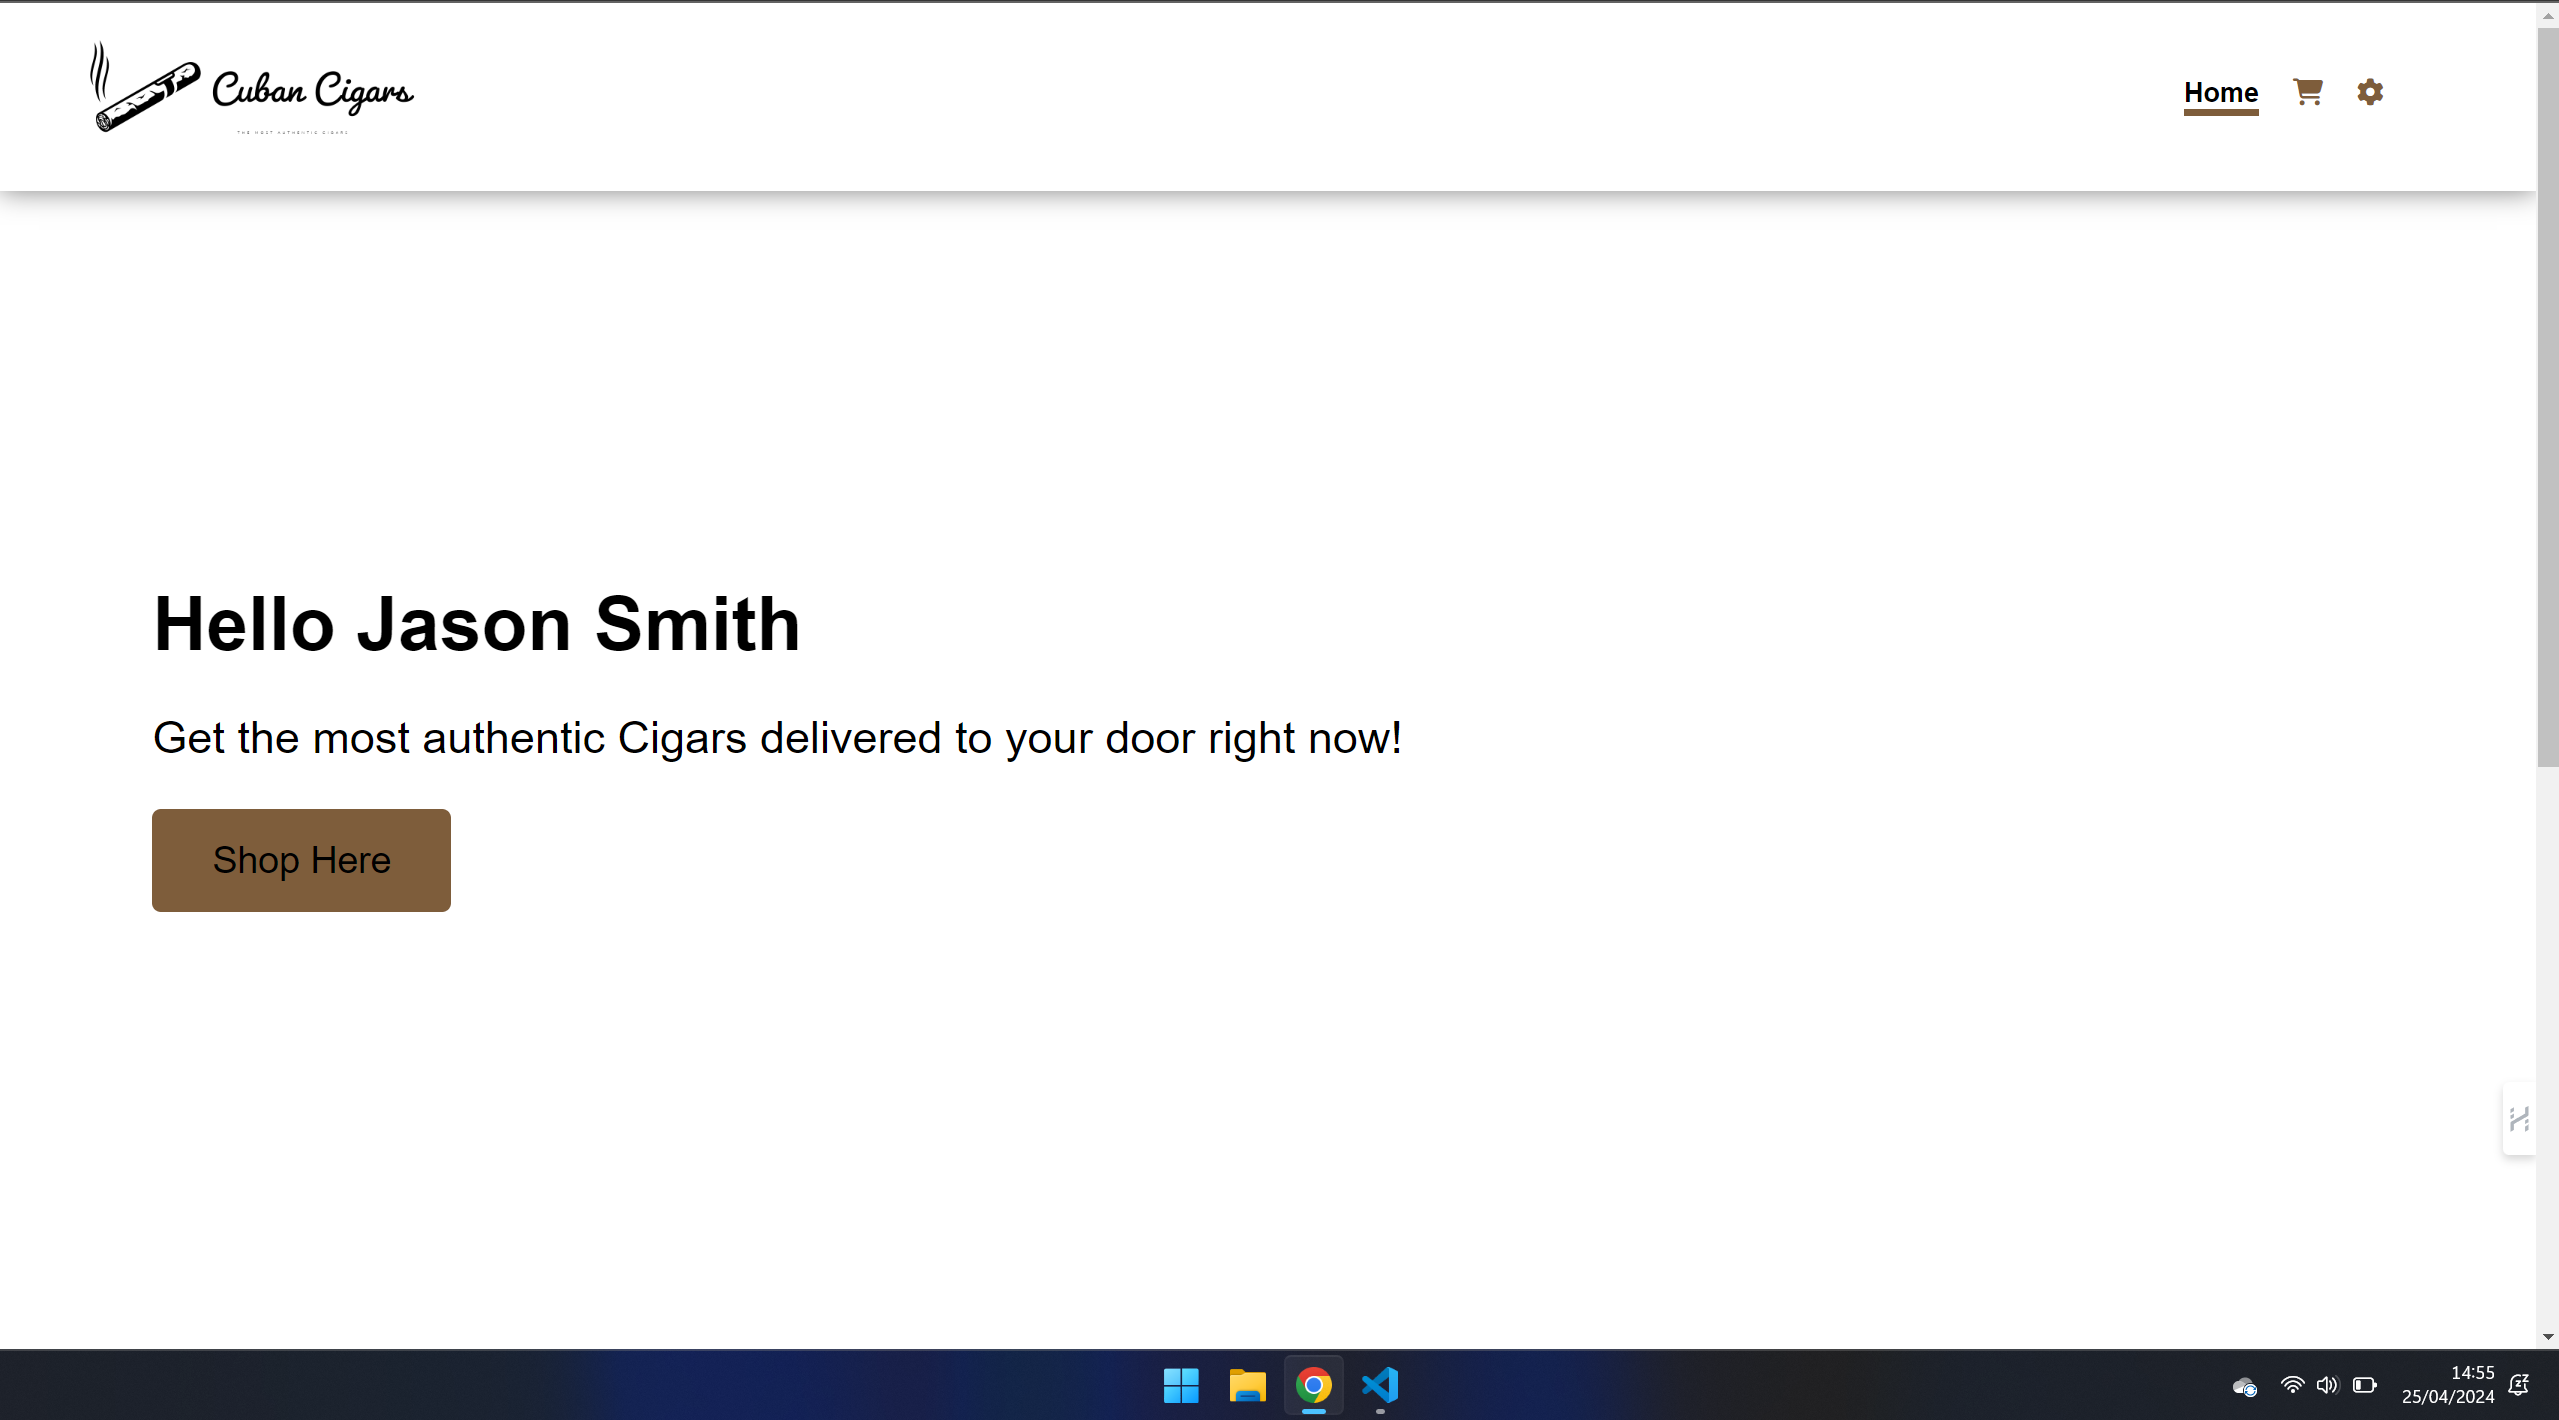 Cuban Cigars
THE MOST AUTHENTIC CIGARS
Home
Hello Jason Smith
Get the most authentic Cigars delivered to your door right now!
Shop Here
14:55
25/04/2024